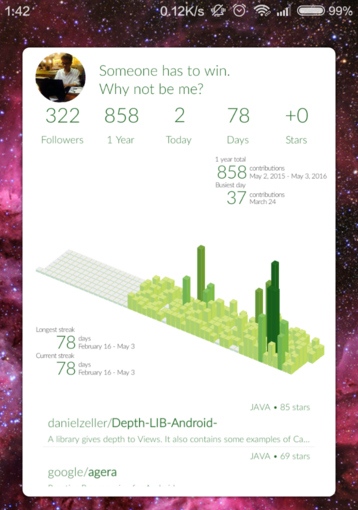 1:42 0.12K/s 99%
Someone has to win.
Why not be me?
322 858 2 78 +0
Followers 1 Year Today Days Stars
1 year total
858 contributions
May 2, 2015 - May 3, 2016
Busiest day
37 contributions
March 24
Longest streak
78 days
February 16 - May 3
Current streak
78 days
February 16 - May 3
JAVA • 85 stars
danielzeller/Depth-LIB-Android-
A library gives depth to Views. It also contains some examples of Ca...
JAVA • 69 stars
google/agera